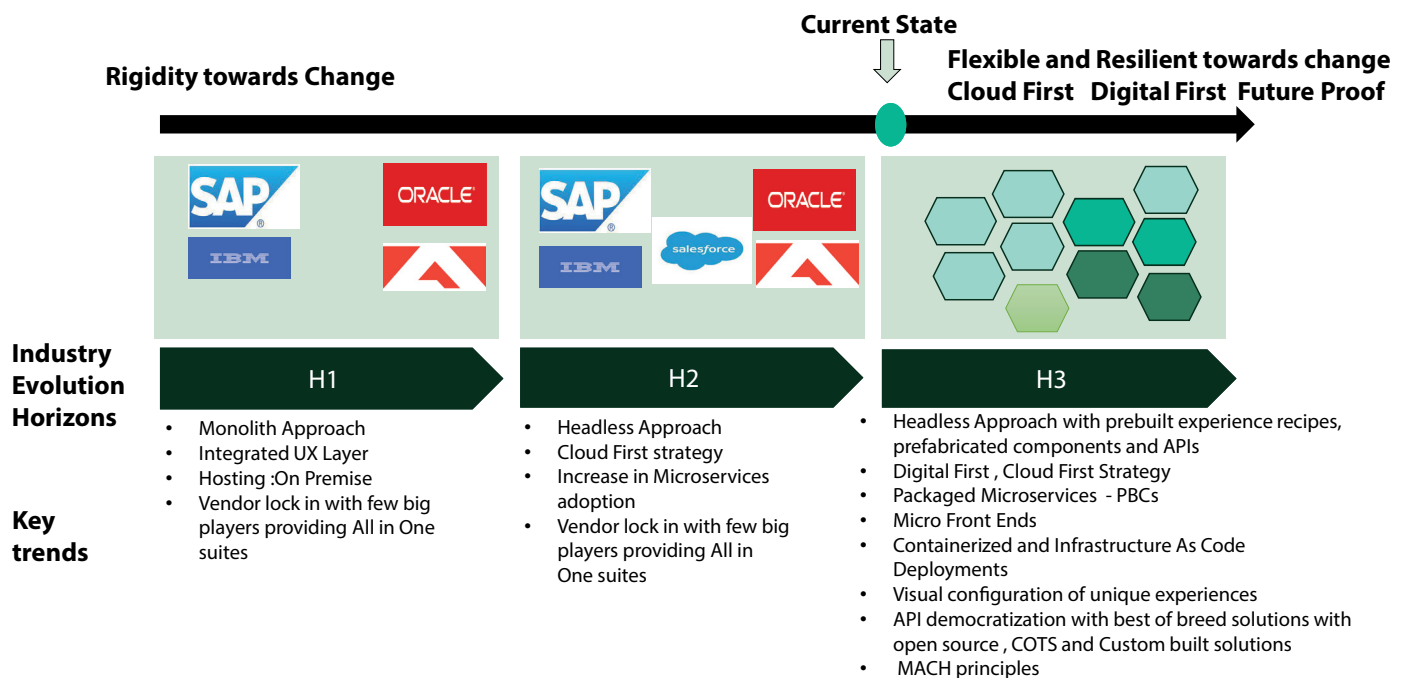 Current State
Rigidity towards Change
Flexible and Resilient towards change
Cloud First Digital First Future Proof
SAP
®
ORACLE
IBM
SAP
®
ORACLE
salesforce
IBM
Industry
Evolution
Horizons
H1
H2
H3
Key
trends
• Monolith Approach
• Integrated UX Layer
• Hosting :On Premise
• Vendor lock in with few big
players providing All in One
suites
• Headless Approach
• Cloud First strategy
• Increase in Microservices
adoption
• Vendor lock in with few big
players providing All in
One suites
• Headless Approach with prebuilt experience recipes,
prefabricated components and APIs
• Digital First , Cloud First Strategy
• Packaged Microservices - PBCs
• Micro Front Ends
• Containerized and Infrastructure As Code
Deployments
• Visual configuration of unique experiences
• API democratization with best of breed solutions with
open source , COTS and Custom built solutions
• MACH principles